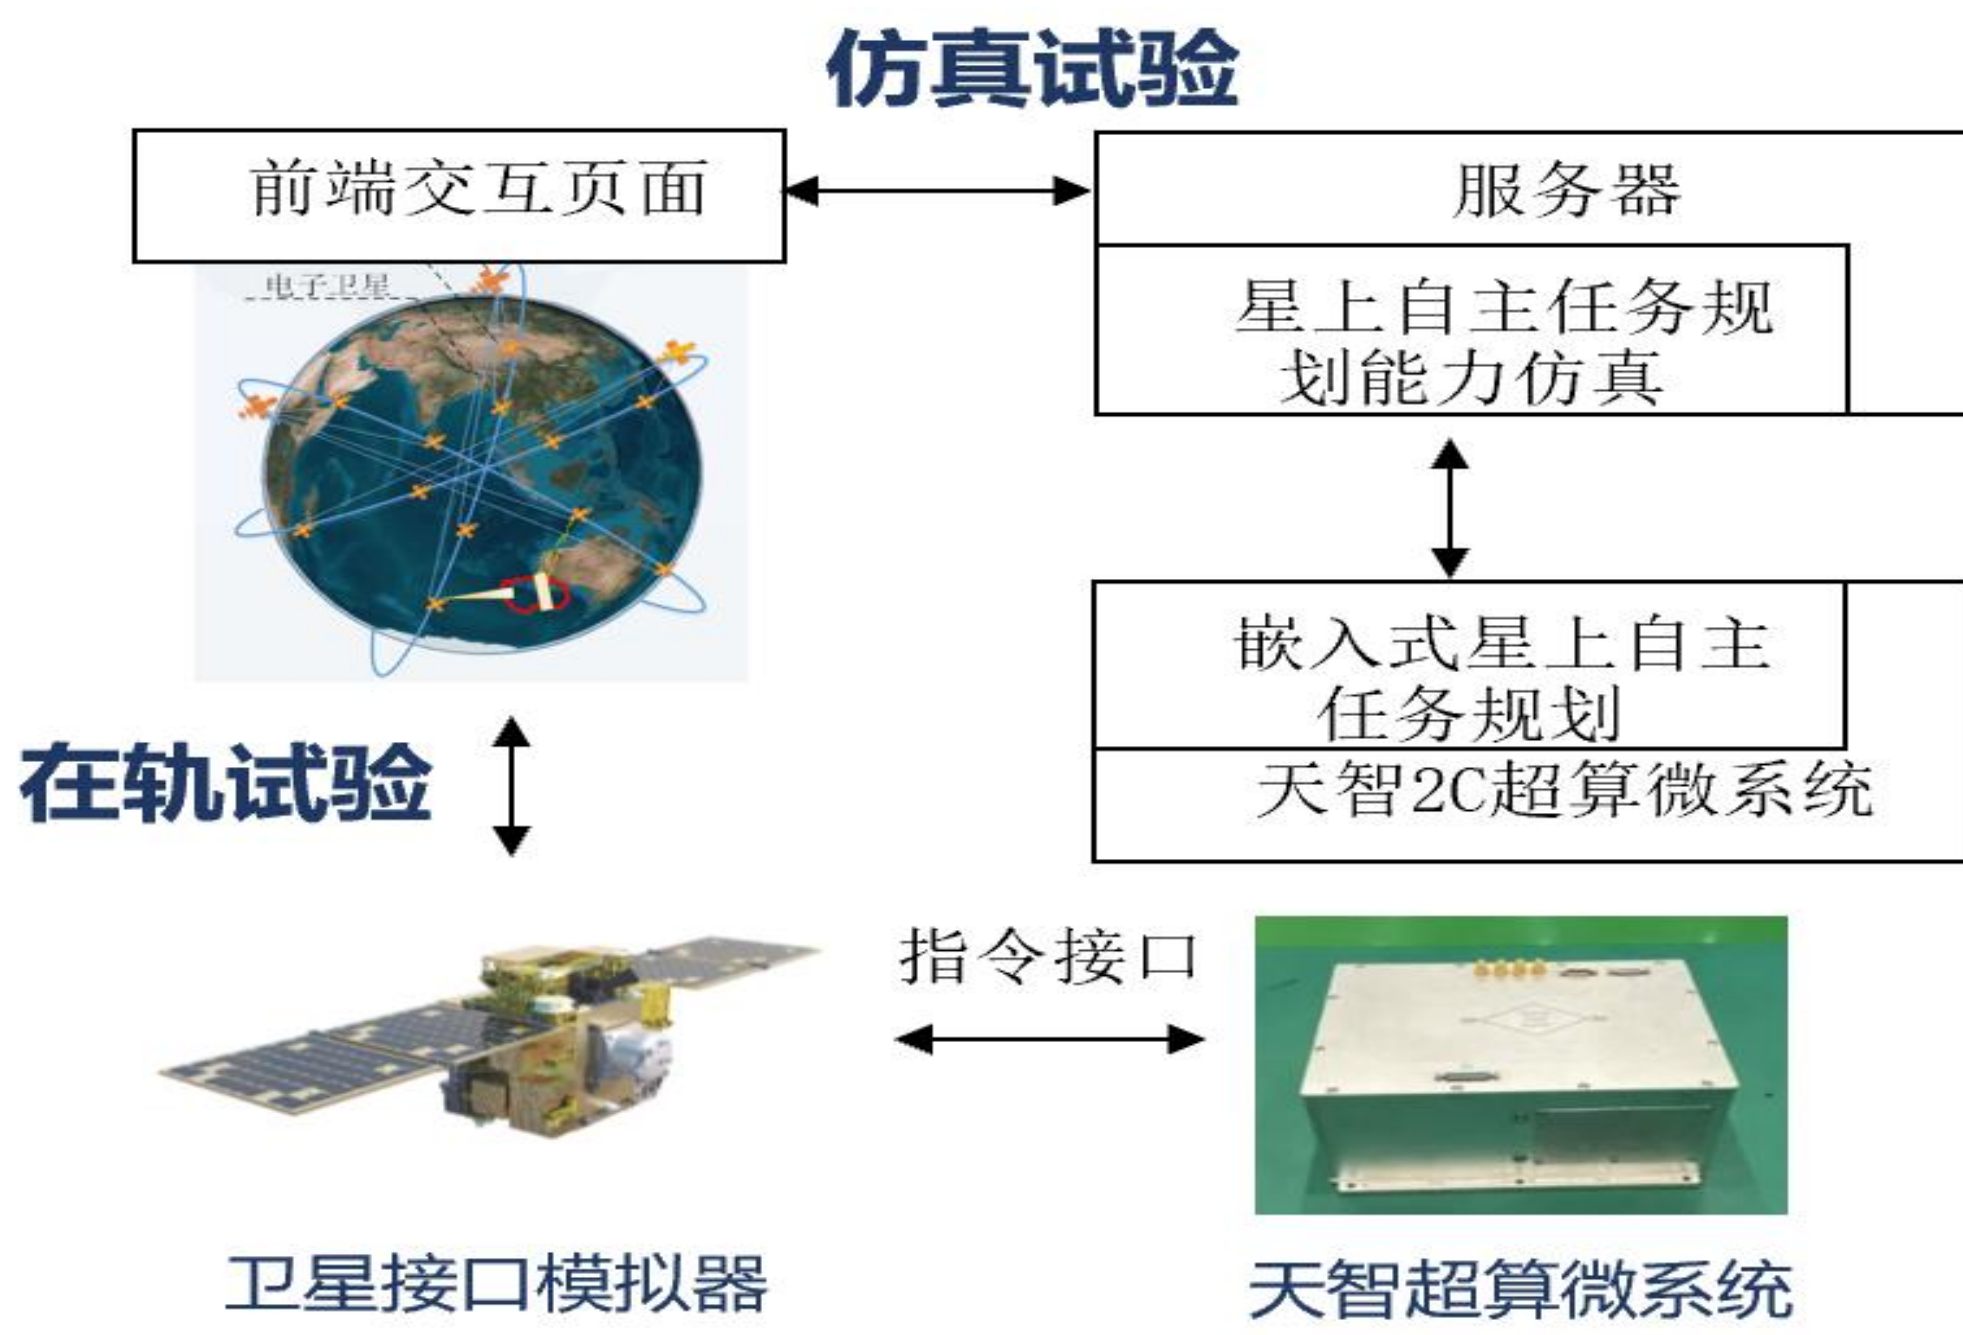 仿真试验
前端交互页面
服务器
电子卫星
星上自主任务规
划能力仿真
嵌入式星上自主
任务规划
天智2C超算微系统
在轨试验
指令接口
卫星接口模拟器
天智超算微系统